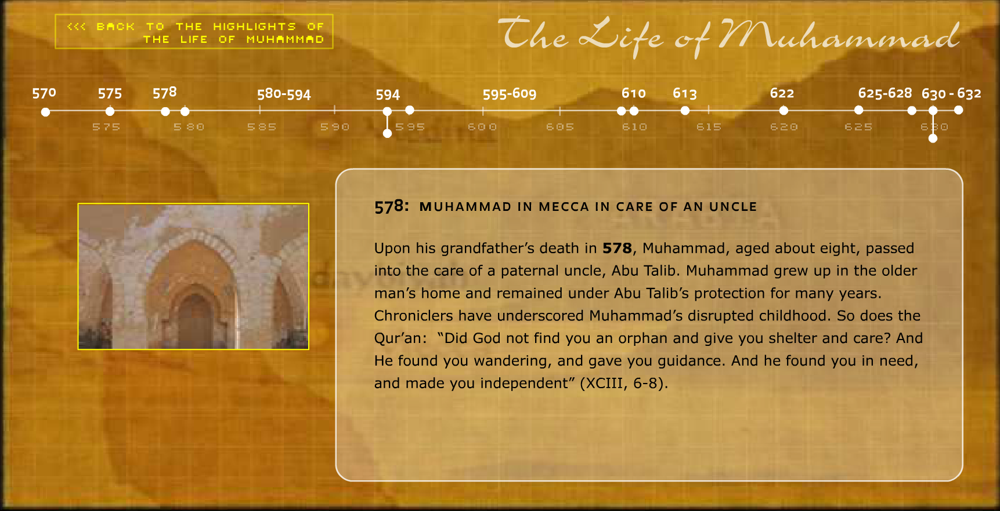 <<< BACK TO THE HIGHLIGHTS OF
THE LIFE OF MUHAMMAD
The Life of Muhammad
570 575 578 580-594 594 595-609 610 613 622 625-628 630 - 632
575 580 585 590 595 600 605 610 615 620 625 630
578: MUHAMMAD IN MECCA IN CARE OF AN UNCLE
Upon his grandfather’s death in 578, Muhammad, aged about eight, passed
into the care of a paternal uncle, Abu Talib. Muhammad grew up in the older
man’s home and remained under Abu Talib’s protection for many years.
Chroniclers have underscored Muhammad’s disrupted childhood. So does the
Qur’an:  “Did God not find you an orphan and give you shelter and care? And
He found you wandering, and gave you guidance. And he found you in need,
and made you independent” (XCIII, 6-8).